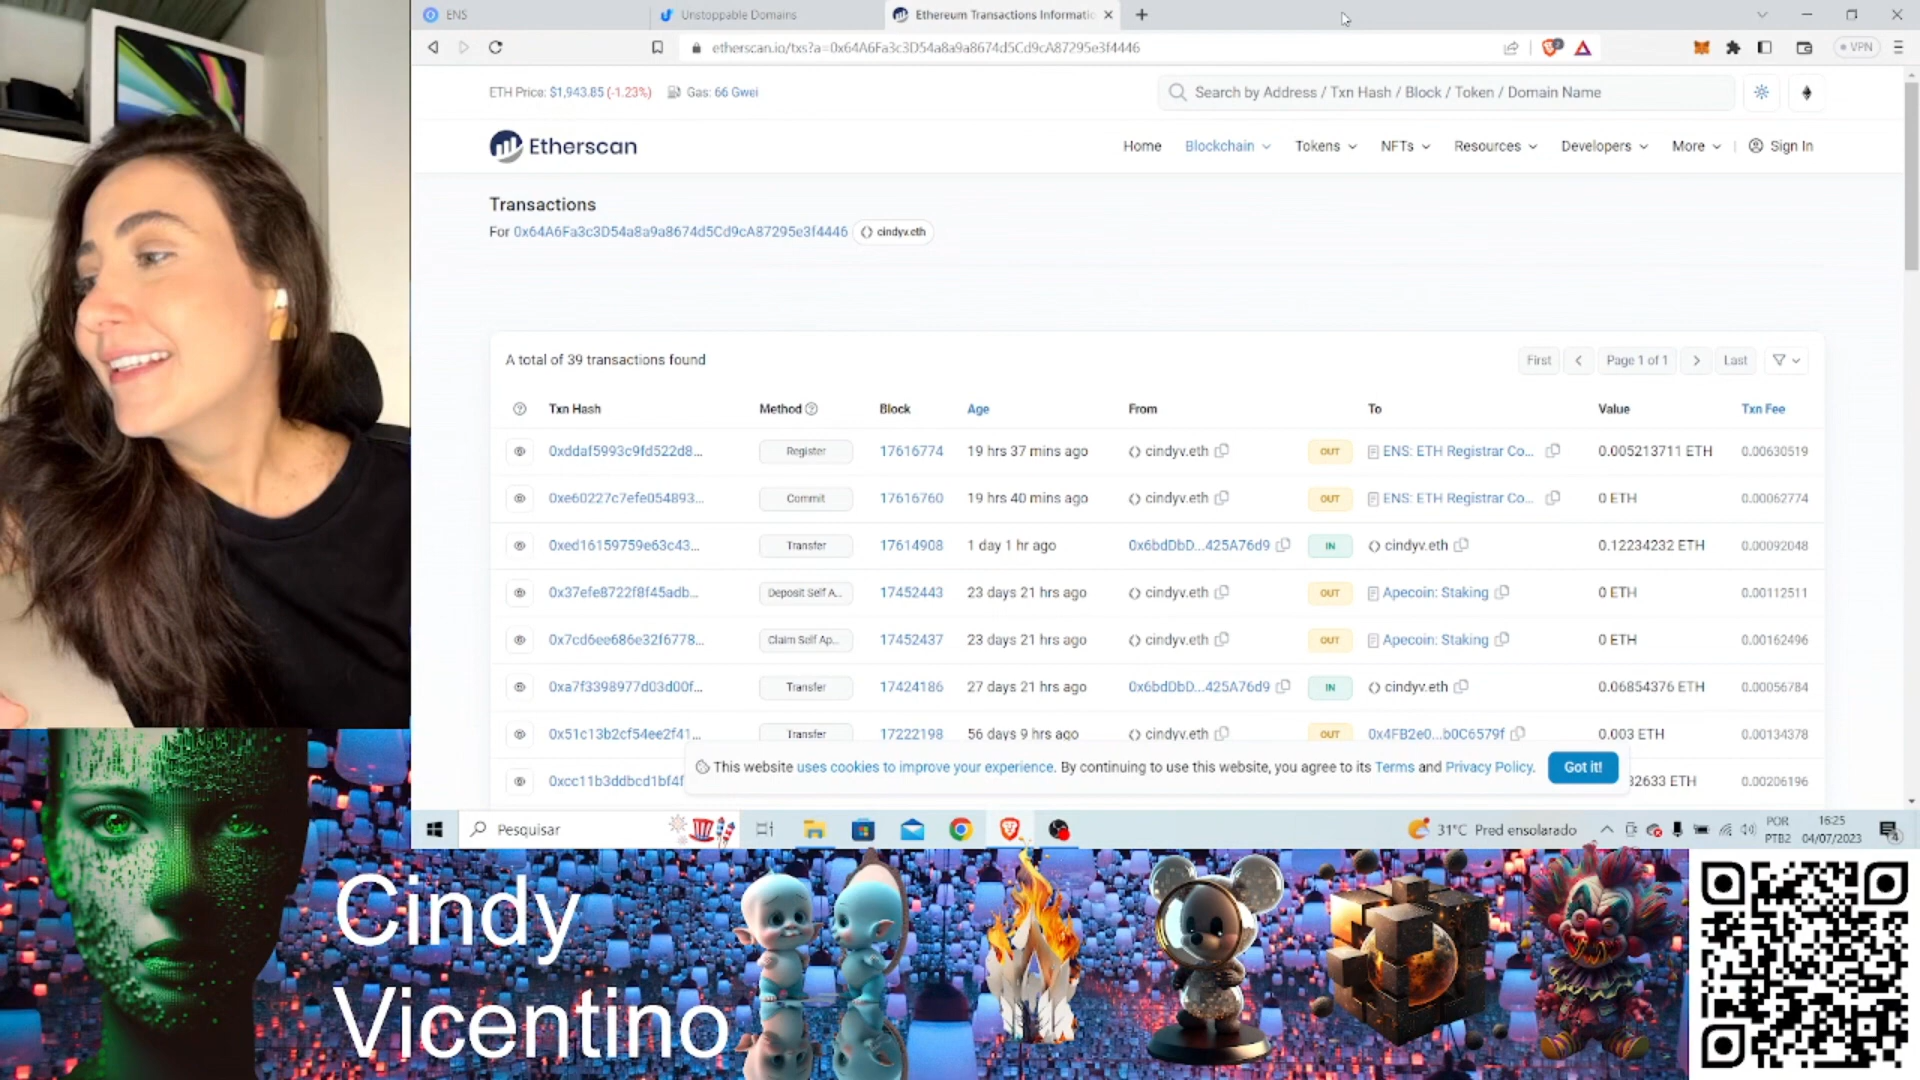 ENS
Unstoppable Domains
Ethereum Transactions Informatic
etherscan.io/txs?a=0x64A6Fa3c3D54a8a9a8674d5Cd9cA87295e3f4446
VPN
ETH Price: $1,943.85 (-1.23%) Gas: 66 Gwei
Search by Address / Txn Hash / Block / Token / Domain Name
Etherscan
Home Blockchain Tokens NFTs Resources Developers More | Sign In
Transactions
For 0x64A6Fa3c3D54a8a9a8674d5Cd9cA87295e3f4446 cindyv.eth
A total of 39 transactions found
First Page 1 of 1 Last
Txn Hash Method Block Age From To Value Txn Fee
0xddaf5993c9fd522d8... Register 17616774 19 hrs 37 mins ago cindyv.eth OUT ENS: ETH Registrar Co... 0.005213711 ETH 0.00630519
0xe60227c7efe054893... Commit 17616760 19 hrs 40 mins ago cindyv.eth OUT ENS: ETH Registrar Co... 0 ETH 0.00062774
0xed16159759e63c43... Transfer 17614908 1 day 1 hr ago 0x6bdDbD...425A76d9 IN cindyv.eth 0.12234232 ETH 0.00092048
0x37efe8722f8f45adb... Deposit Self A... 17452443 23 days 21 hrs ago cindyv.eth OUT Apecoin: Staking 0 ETH 0.00112511
0x7cd6ee686e32f6778... Claim Self Ap... 17452437 23 days 21 hrs ago cindyv.eth OUT Apecoin: Staking 0 ETH 0.00162496
0xa7f3398977d03d00f... Transfer 17424186 27 days 21 hrs ago 0x6bdDbD...425A76d9 IN cindyv.eth 0.06854376 ETH 0.00056784
0x51c13b2cf54ee2f41... Transfer 17222198 56 days 9 hrs ago cindyv.eth OUT 0x4FB2e0...b0C6579f 0.003 ETH 0.00134378
0xcc11b3ddbcd1bf4f 32633 ETH 0.00206196
This website uses cookies to improve your experience. By continuing to use this website, you agree to its Terms and Privacy Policy. Got it!
Pesquisar
31°C Pred ensolarado
POR
PTB2
16:25
04/07/2023
Cindy
Vicentino